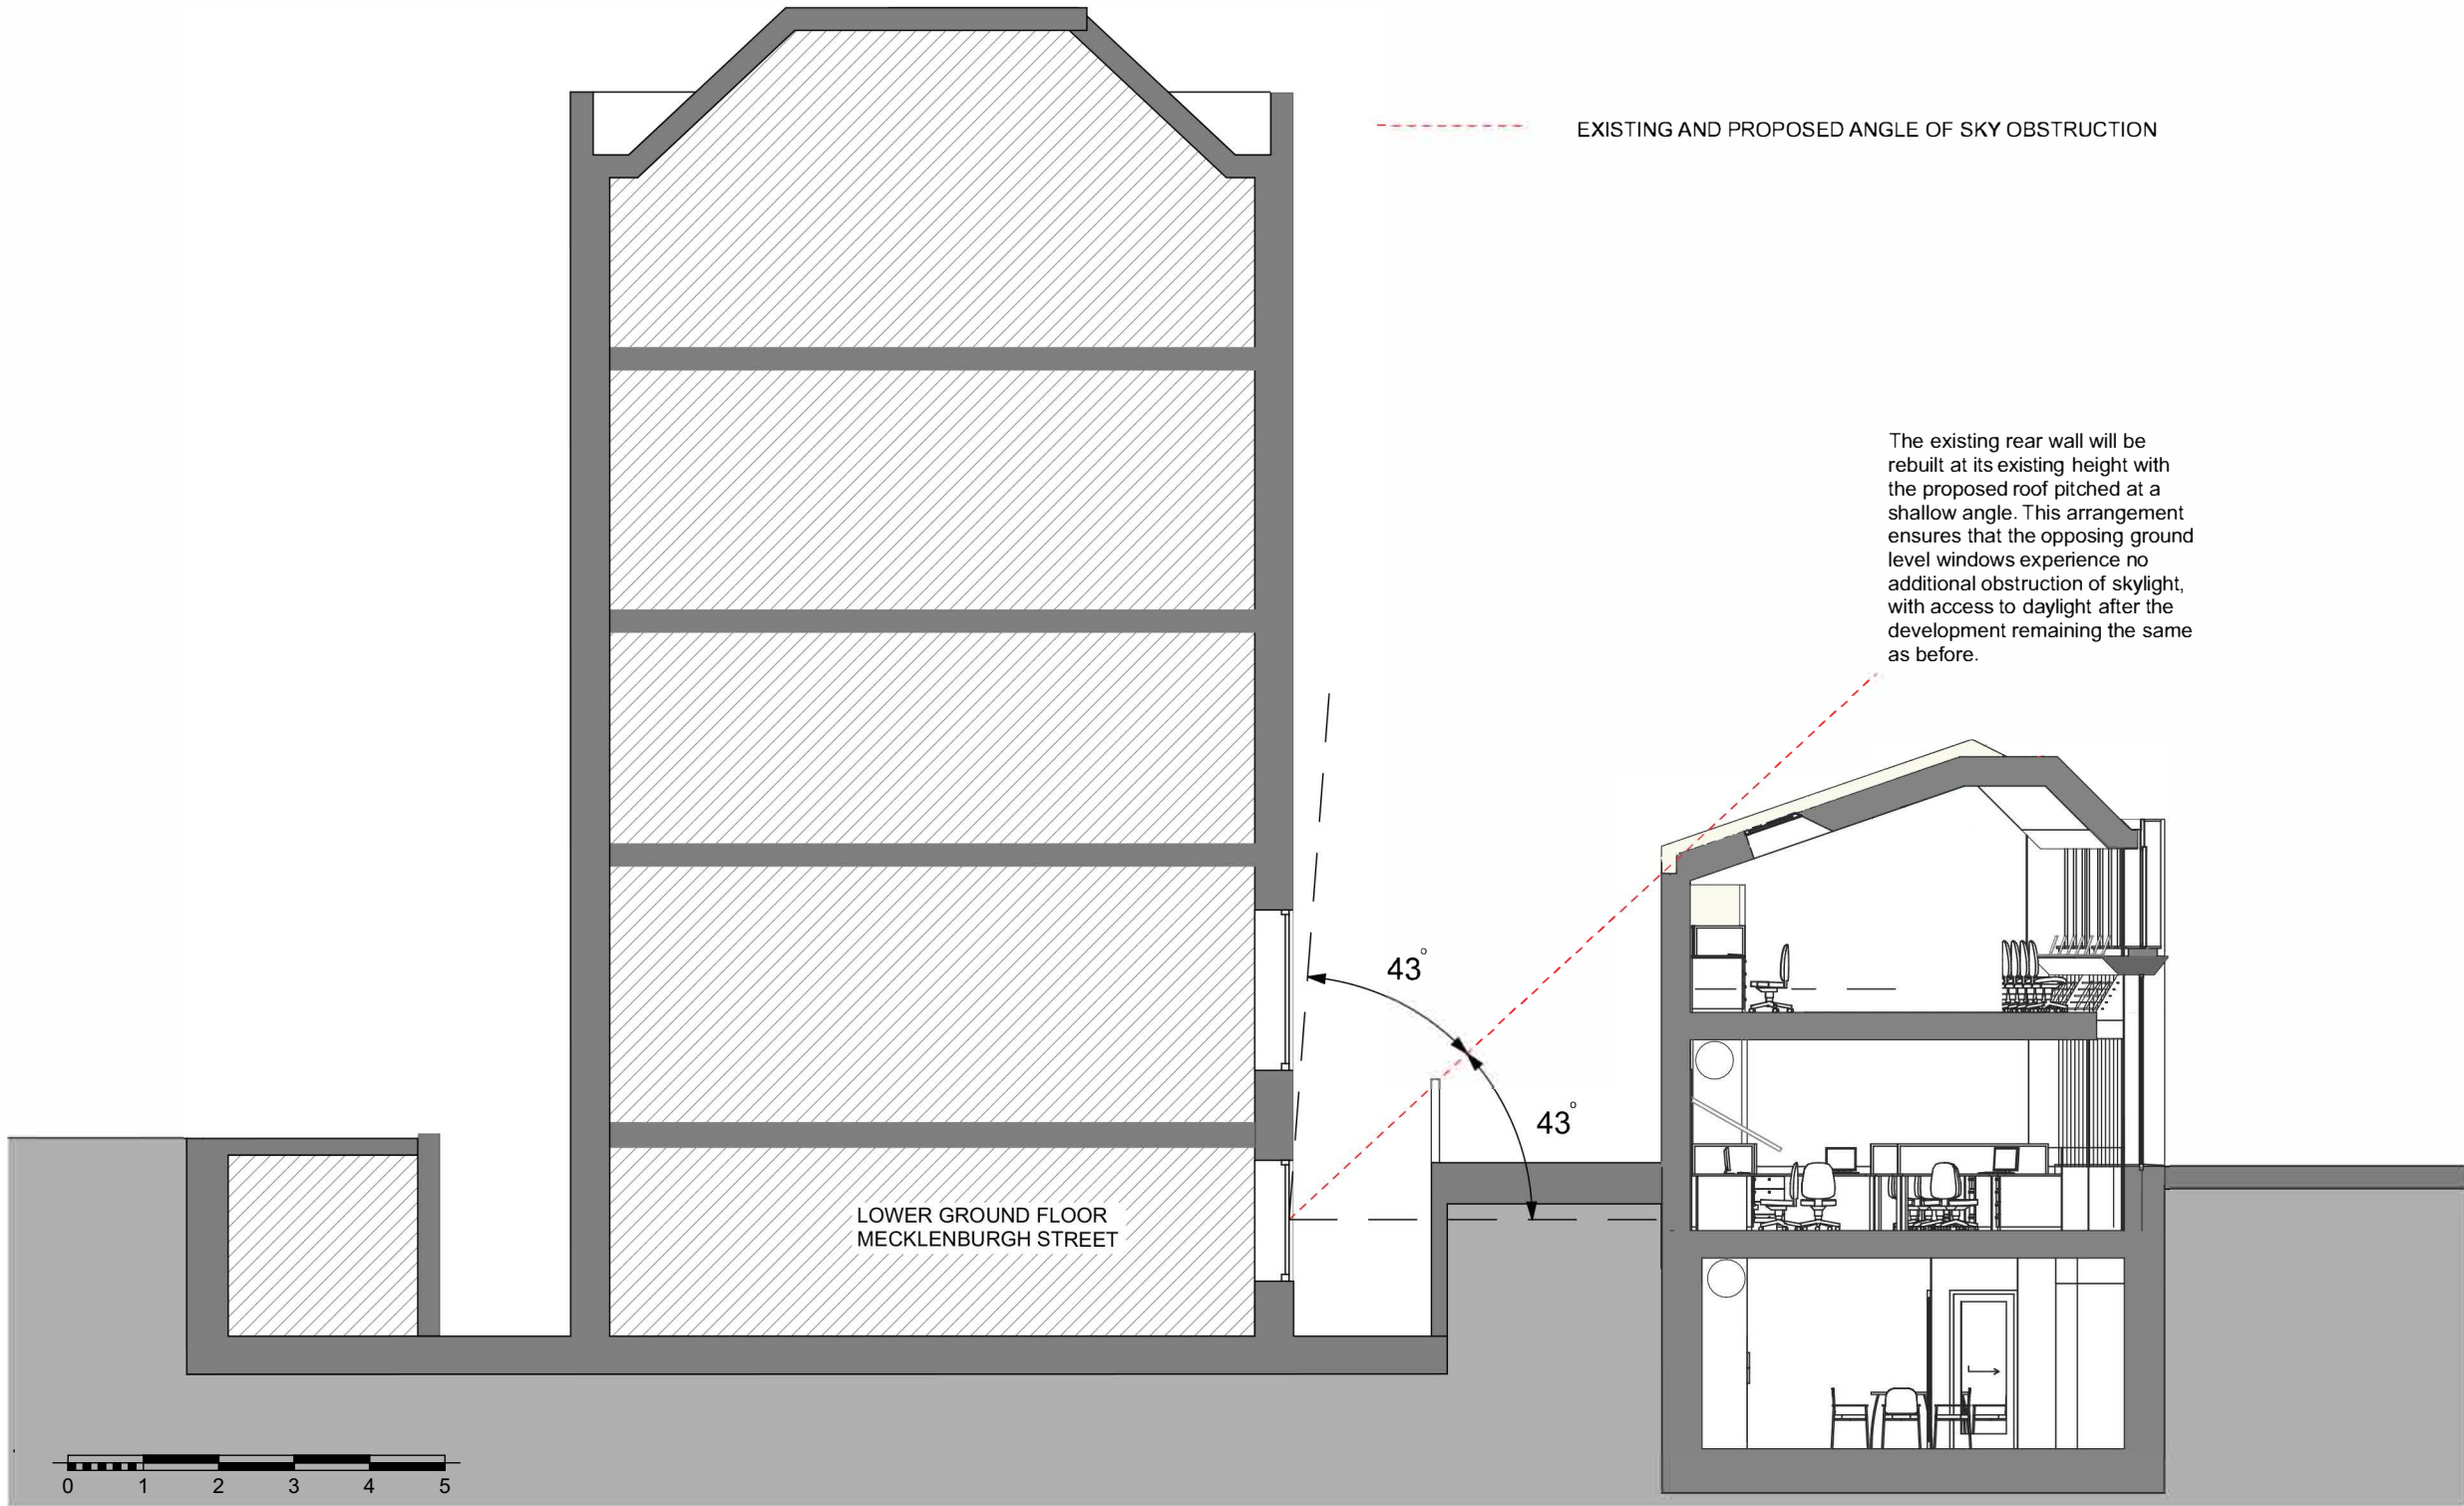 EXISTING AND PROPOSED ANGLE OF SKY OBSTRUCTION
The existing rear wall will be
rebuilt at its existing height with
the proposed roof pitched at a
shallow angle. This arrangement
ensures that the opposing ground
level windows experience no
additional obstruction of skylight,
with access to daylight after the
development remaining the same
as before.
43°
43°
LOWER GROUND FLOOR
MECKLENBURGH STREET
0 1 2 3 4 5